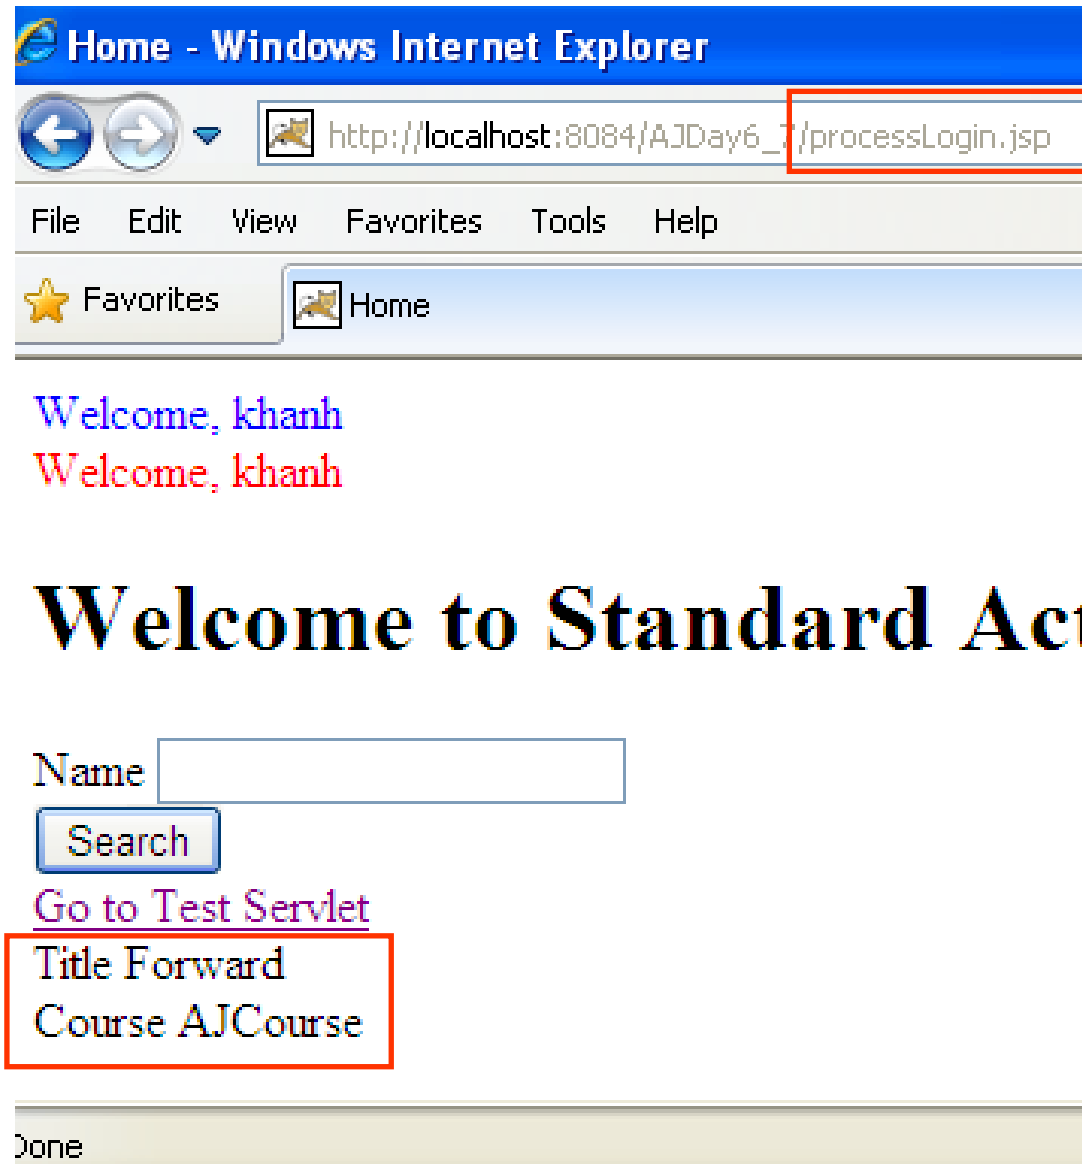 Home - Windows Internet Explorer
http://localhost:8084/AJDay6_7/processLogin.jsp
File Edit View Favorites Tools Help
Favorites Home
Welcome, khanh
Welcome, khanh
Welcome to Standard Act
Name
Search
Go to Test Servlet
Title Forward
Course AJCourse
Done